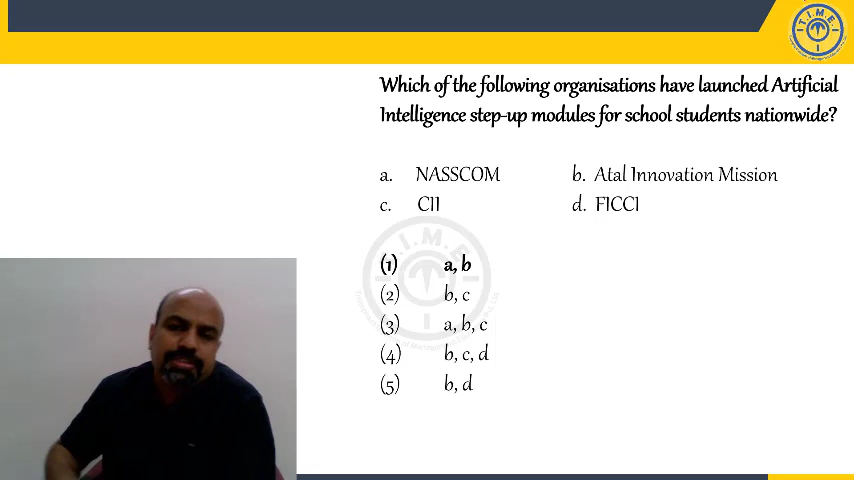 T.I.M.E.
Which of the following organisations have launched Artificial
Intelligence step-up modules for school students nationwide?
a. NASSCOM b. Atal Innovation Mission
c. CII d. FICCI
(1) a, b
(2) b, c
(3) a, b, c
(4) b, c, d
(5) b, d
T.I.M.E.